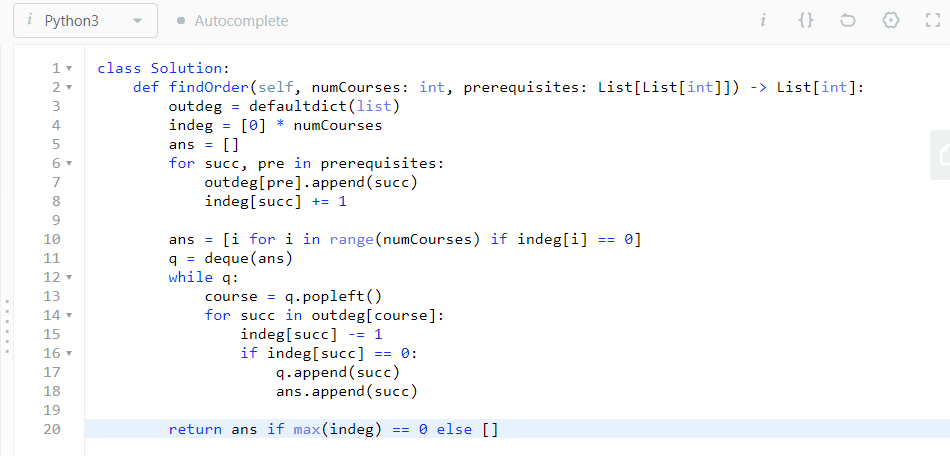 i Python3 Autocomplete i {}
1 class Solution:
2     def findOrder(self, numCourses: int, prerequisites: List[List[int]]) -> List[int]:
3         outdeg = defaultdict(list)
4         indeg = [0] * numCourses
5         ans = []
6         for succ, pre in prerequisites:
7             outdeg[pre].append(succ)
8             indeg[succ] += 1
9
10         ans = [i for i in range(numCourses) if indeg[i] == 0]
11         q = deque(ans)
12         while q:
13             course = q.popleft()
14             for succ in outdeg[course]:
15                 indeg[succ] -= 1
16                 if indeg[succ] == 0:
17                     q.append(succ)
18                     ans.append(succ)
19
20         return ans if max(indeg) == 0 else []